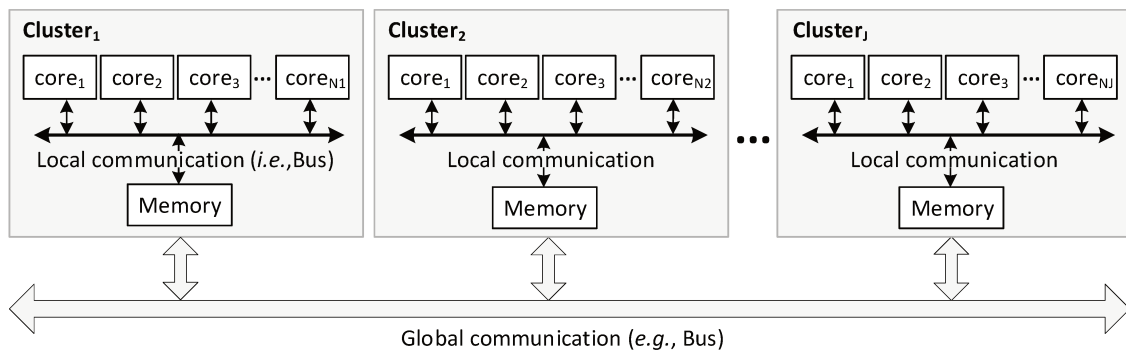 Cluster1 Cluster2 ClusterJ
core1 core2 core3 ... coreN1 core1 core2 core3 ... coreN2 core1 core2 core3 ... coreNJ
...
Local communication (i.e.,Bus) Local communication Local communication
Memory Memory Memory
Global communication (e.g., Bus)